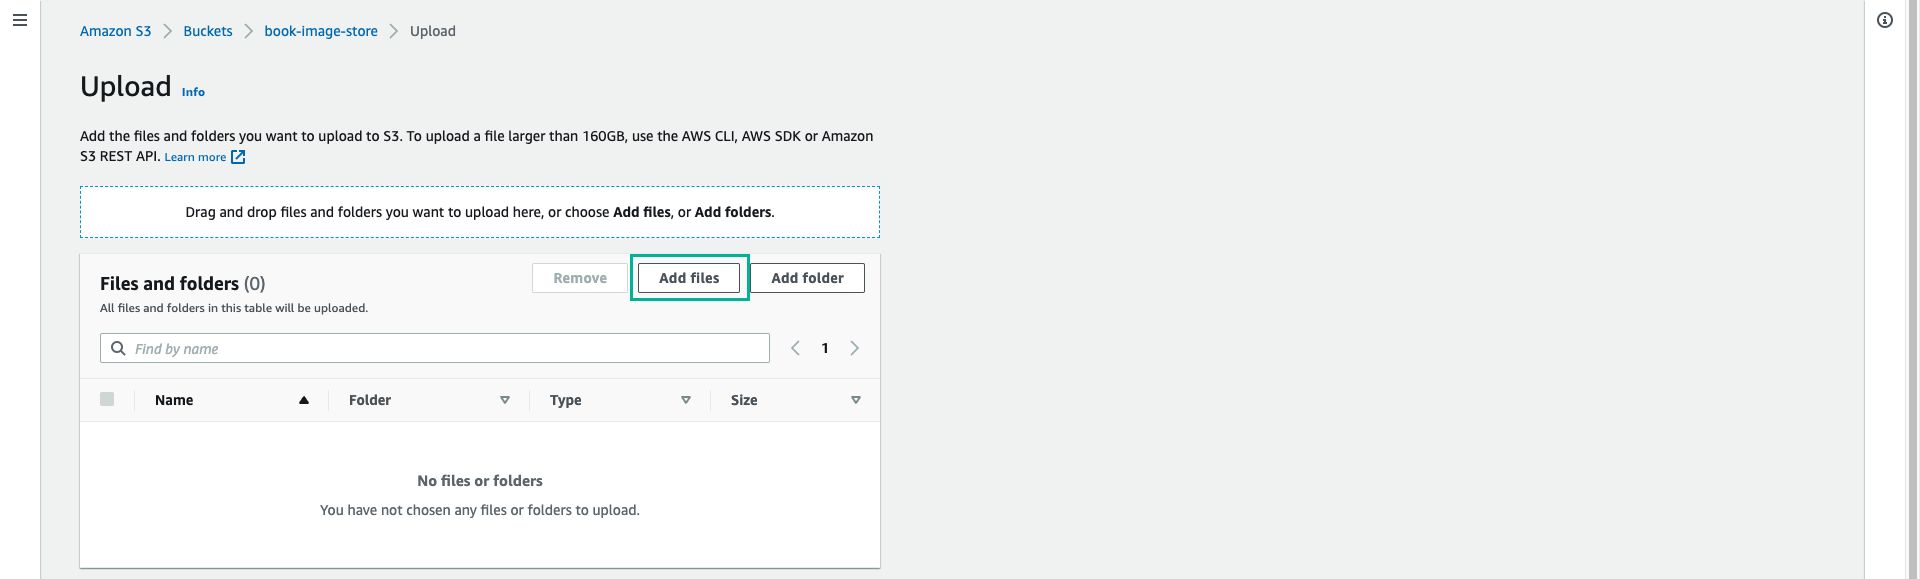 Amazon S3 > Buckets > book-image-store > Upload
Upload Info
Add the files and folders you want to upload to S3. To upload a file larger than 160GB, use the AWS CLI, AWS SDK or Amazon
S3 REST API. Learn more
Drag and drop files and folders you want to upload here, or choose Add files, or Add folders.
Files and folders (0)
Remove
Add files
Add folder
All files and folders in this table will be uploaded.
Find by name
1
Name
Folder
Type
Size
No files or folders
You have not chosen any files or folders to upload.